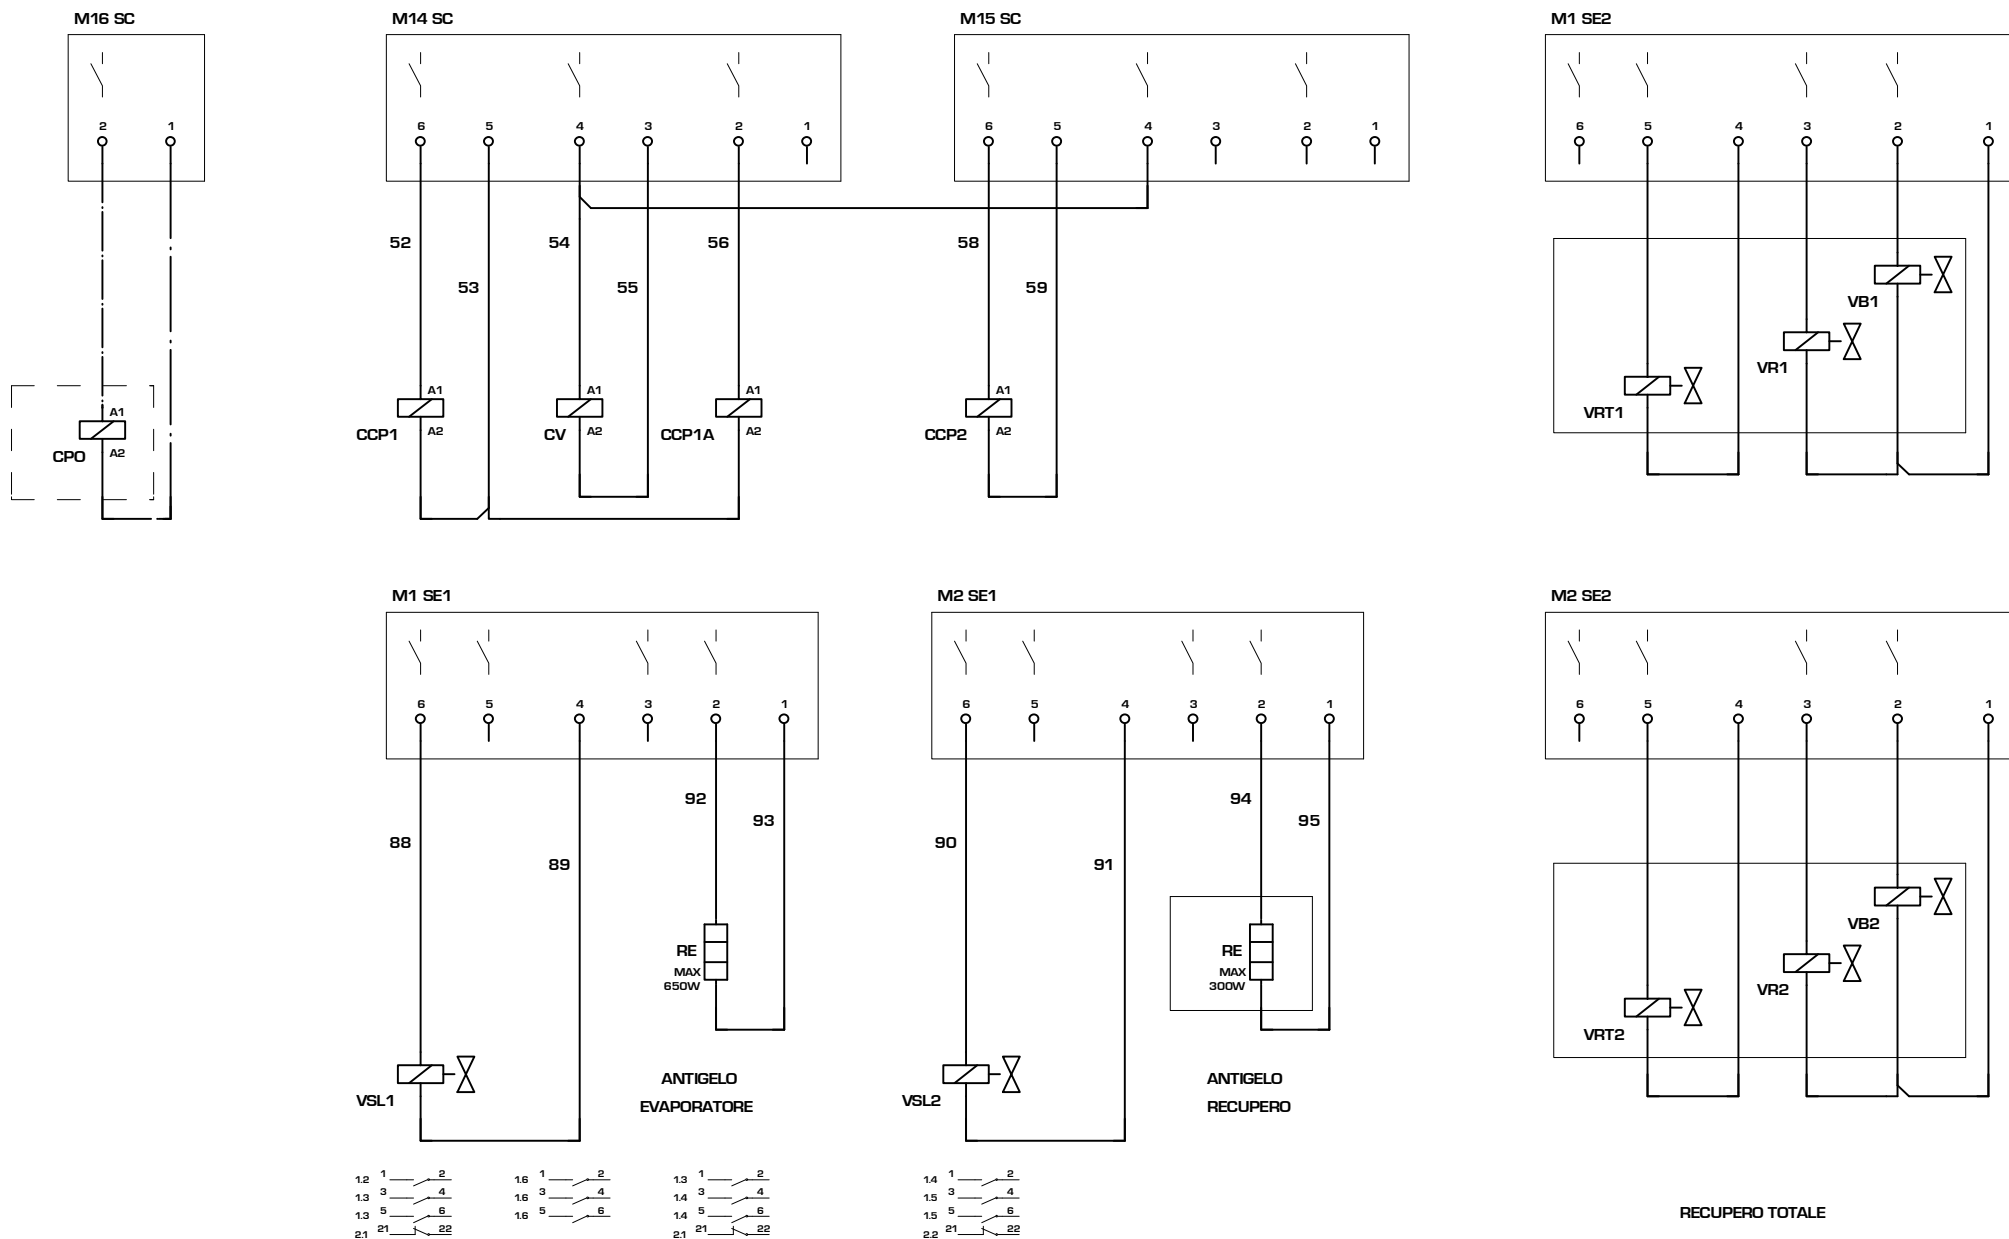 M16 SC M14 SC M15 SC M1 SE2
2 1 6 5 4 3 2 1 6 5 4 3 2 1 6 5 4 3 2 1
52 54 56 58
53 55 59
VB1
VR1
A1 A1 A1 A1
VRT1
A1
CCP1 A2 CV A2 CCP1A A2 CCP2 A2
CPO A2
M1 SE1 M2 SE1 M2 SE2
6 5 4 3 2 1 6 5 4 3 2 1 6 5 4 3 2 1
92 94
93 95
88 90
89 91
VB2
RE RE
MAX MAX
650W 300W
VR2
VRT2
ANTIGELO ANTIGELO
VSL1 VSL2
EVAPORATORE RECUPERO
1.2 1 2 1.6 1 2 1.3 1 2 1.4 1 2
1.3 3 4 1.6 3 4 1.4 3 4 1.5 3 4
1.3 5 6 1.6 5 6 1.4 5 6 1.5 5 6
RECUPERO TOTALE
2.1 21 22 2.1 21 22 2.2 21 22